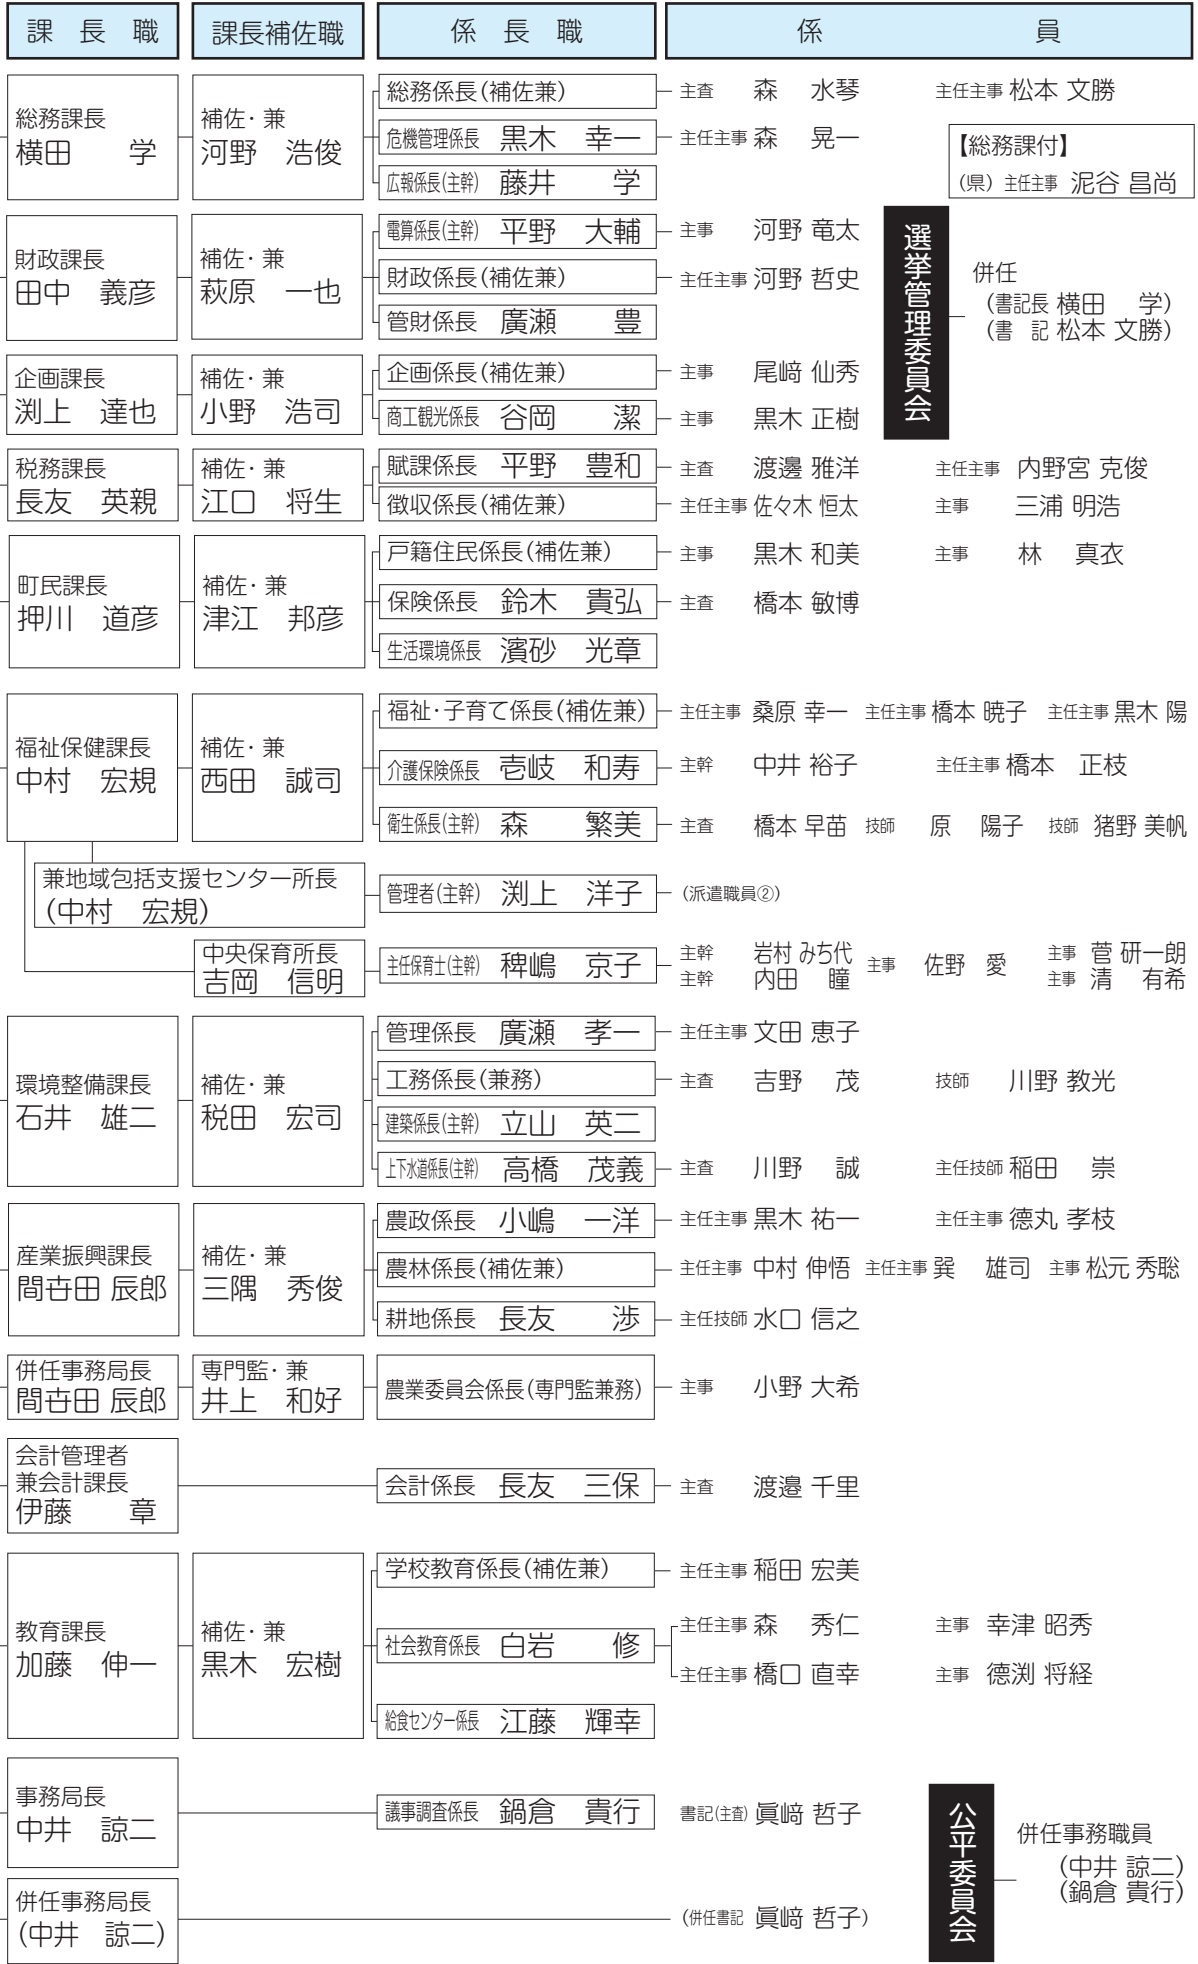 課長職 課長補佐職 係長職 係員
総務課長
横田 学
補佐・兼
河野 浩俊
総務係長(補佐兼) 主査 森 水琴 主任主事 松本 文勝
危機管理係長 黒木 幸一 主任主事 森 晃一
広報係長(主幹) 藤井 学
【総務課付】
(県) 主任主事 泥谷 昌尚
財政課長
田中 義彦
補佐・兼
萩原 一也
電算係長(主幹) 平野 大輔 主事 河野 竜太
財政係長(補佐兼) 主任主事 河野 哲史
管財係長 廣瀬 豊
選挙管理委員会
併任
(書記長 横田 学)
(書 記 松本 文勝)
企画課長
渕上 達也
補佐・兼
小野 浩司
企画係長(補佐兼) 主事 尾﨑 仙秀
商工観光係長 谷岡 潔 主事 黒木 正樹
税務課長
長友 英親
補佐・兼
江口 将生
賦課係長 平野 豊和 主査 渡邊 雅洋 主任主事 内野宮 克俊
徴収係長(補佐兼) 主任主事 佐々木 恒太 主事 三浦 明浩
町民課長
押川 道彦
補佐・兼
津江 邦彦
戸籍住民係長(補佐兼) 主事 黒木 和美 主事 林 真衣
保険係長 鈴木 貴弘 主査 橋本 敏博
生活環境係長 濱砂 光章
福祉保健課長
中村 宏規
補佐・兼
西田 誠司
福祉・子育て係長(補佐兼) 主任主事 桑原 幸一 主任主事 橋本 暁子 主任主事 黒木 陽
介護保険係長 壱岐 和寿 主幹 中井 裕子 主任主事 橋本 正枝
衛生係長(主幹) 森 繁美 主査 橋本 早苗 技師 原 陽子 技師 猪野 美帆
兼地域包括支援センター所長
(中村 宏規)
管理者(主幹) 渕上 洋子 (派遣職員②)
中央保育所長
吉岡 信明
主任保育士(主幹) 稗嶋 京子
主幹 岩村 みち代 主事 佐野 愛 主事 菅 研一朗
主幹 内田 瞳 主事 清 有希
環境整備課長
石井 雄二
補佐・兼
税田 宏司
管理係長 廣瀬 孝一 主任主事 文田 恵子
工務係長(兼務) 主査 吉野 茂 技師 川野 教光
建築係長(主幹) 立山 英二
上下水道係長(主幹) 高橋 茂義 主査 川野 誠 主任技師 稲田 崇
産業振興課長
間㔟田 辰郎
補佐・兼
三隅 秀俊
農政係長 小嶋 一洋 主任主事 黒木 祐一 主任主事 德丸 孝枝
農林係長(補佐兼) 主任主事 中村 伸悟 主任主事 巽 雄司 主事 松元 秀聡
耕地係長 長友 渉 主任技師 水口 信之
併任事務局長
間㔟田 辰郎
専門監・兼
井上 和好
農業委員会係長(専門監兼務) 主事 小野 大希
会計管理者
兼会計課長
伊藤 章
会計係長 長友 三保 主査 渡邉 千里
教育課長
加藤 伸一
補佐・兼
黒木 宏樹
学校教育係長(補佐兼) 主任主事 稲田 宏美
社会教育係長 白岩 修
主任主事 森 秀仁 主事 幸津 昭秀
主任主事 橋口 直幸 主事 德渕 将経
給食センター係長 江藤 輝幸
事務局長
中井 諒二
議事調査係長 鍋倉 貴行 書記(主査) 眞﨑 哲子
公平委員会
併任事務職員
(中井 諒二)
(鍋倉 貴行)
併任事務局長
(中井 諒二)
(併任書記 眞﨑 哲子)